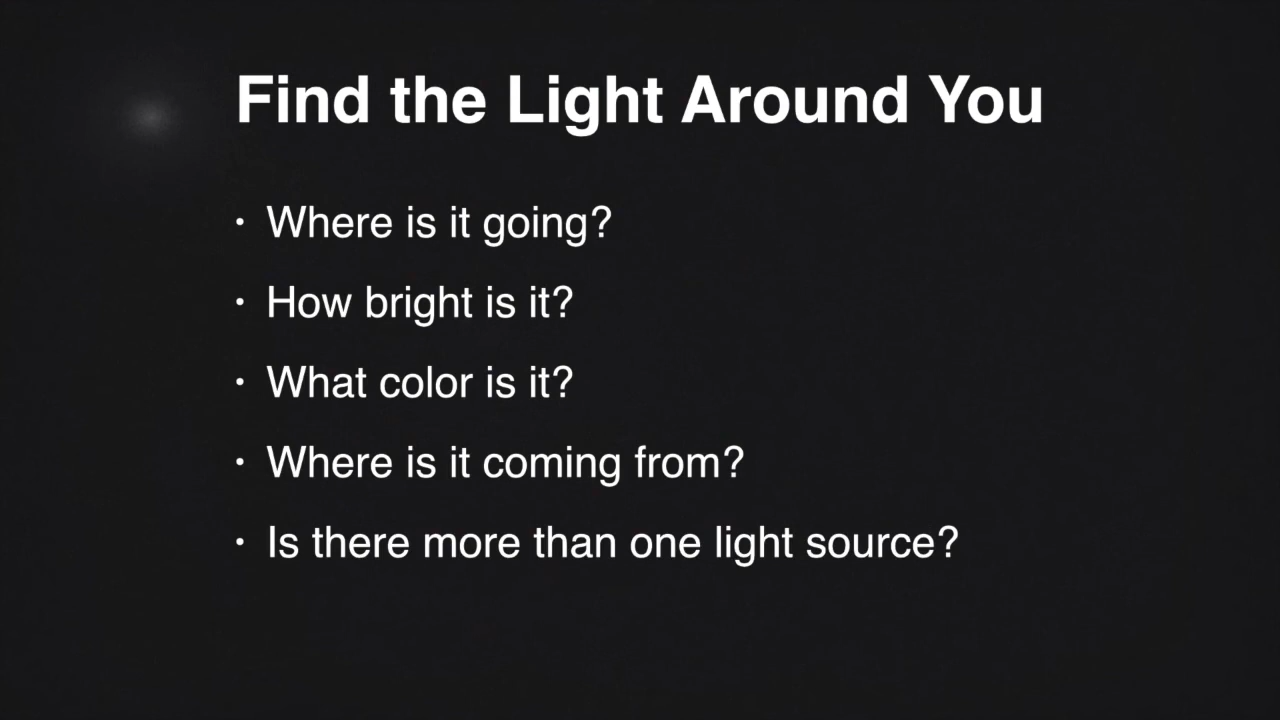 Find the Light Around You
• Where is it going?
• How bright is it?
• What color is it?
• Where is it coming from?
• Is there more than one light source?